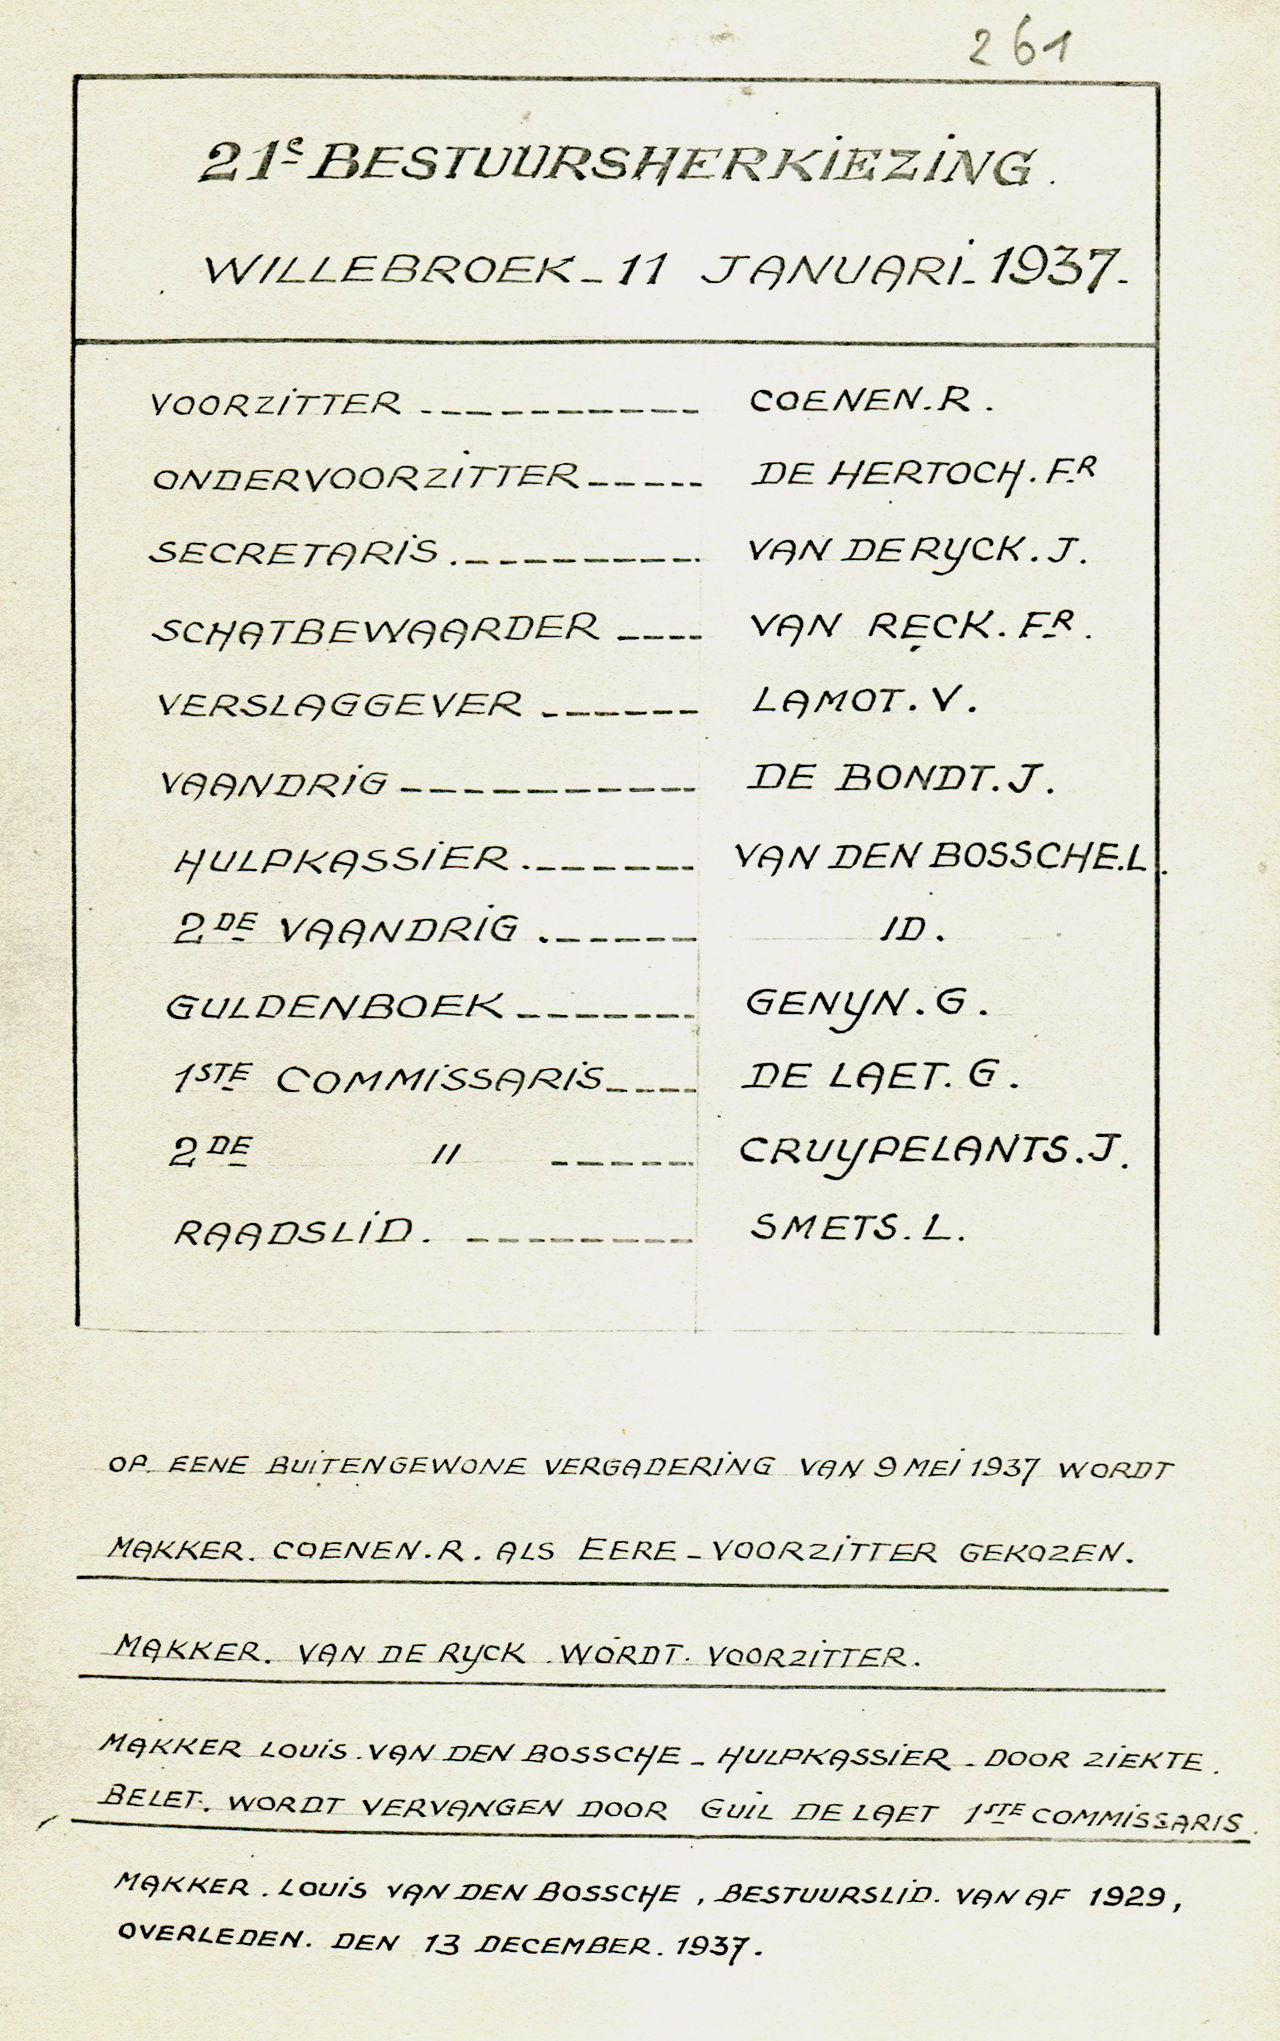 261
21e BESTUURSHERKIEZING.
WILLEBROEK - 11 JANUARI - 1937 -
VOORZITTER ----------- COENEN. R.
ONDERVOORZITTER ----- DE HERTOCH. FR
SECRETARIS. ---------- VAN DE RYCK. J.
SCHATBEWAARDER ---- VAN RECK. FR.
VERSLAGGEVER ------- LAMOT. V.
VAANDRIG ------------ DE BONDT. J.
HULPKASSIER. ------- VAN DEN BOSSCHE. L.
2DE VAANDRIG. ------ ID.
GULDENBOEK -------- GENYN. G.
1STE COMMISSARIS ---- DE LAET. G.
2DE " ------ CRUYPELANTS. J.
RAADSLID. --------- SMETS. L.
OP EENE BUITENGEWONE VERGADERING VAN 9 MEI 1937 WORDT
MAKKER. COENEN. R. ALS EERE - VOORZITTER GEKOZEN.
MAKKER. VAN DE RYCK. WORDT. VOORZITTER.
MAKKER LOUIS. VAN DEN BOSSCHE - HULPKASSIER - DOOR ZIEKTE.
BELET. WORDT VERVANGEN DOOR GUIL DE LAET 1STE COMMISSARIS.
MAKKER. LOUIS VAN DEN BOSSCHE, BESTUURSLID. VAN AF 1929,
OVERLEDEN. DEN 13 DECEMBER. 1937.